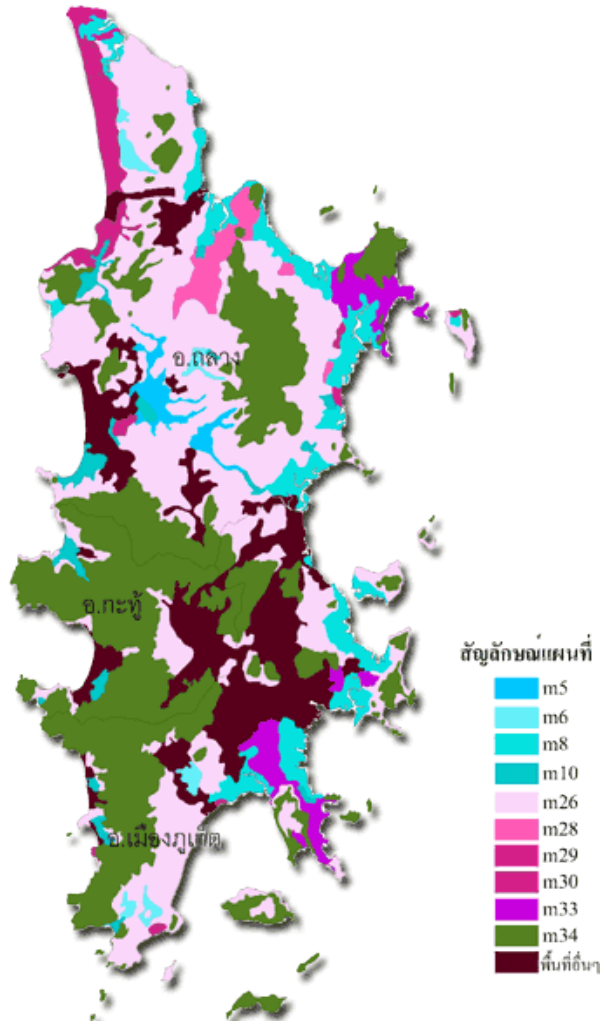 อ.ถลาง
อ.กะทู้
อ.เมืองภูเก็ต
สัญลักษณ์แผนที่
m5
m6
m8
m10
m26
m28
m29
m30
m33
m34
พื้นที่อื่นๆ